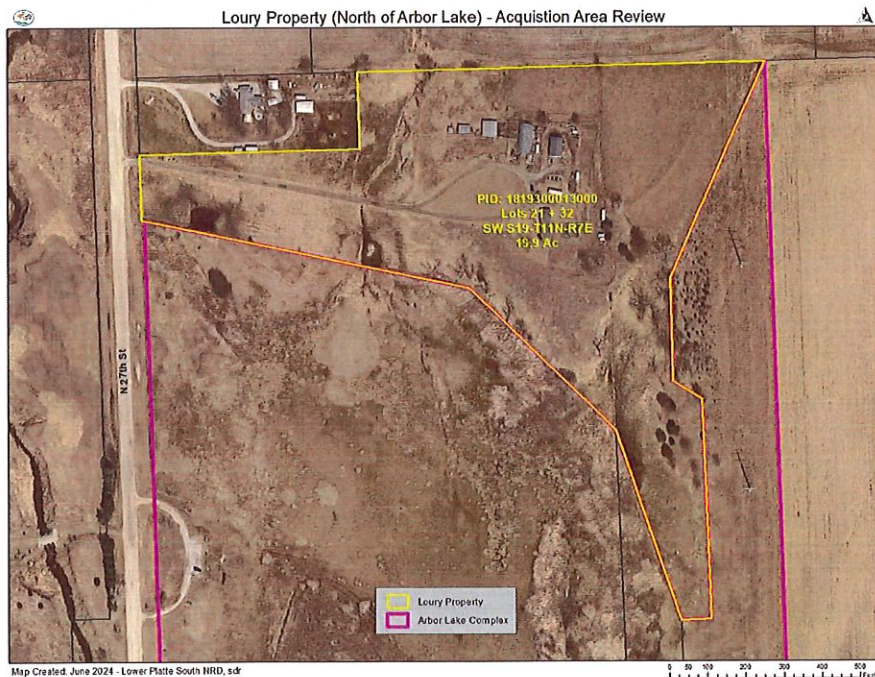 Loury Property (North of Arbor Lake) - Acquistion Area Review
PID: 1819300013000
Lots 21 + 32
SW S19-T11N-R7E
19.9 Ac
N 27th St
Loury Property
Arbor Lake Complex
Map Created: June 2024 - Lower Platte South NRD, sdr
0 50 100 200 300 400 500
Feet